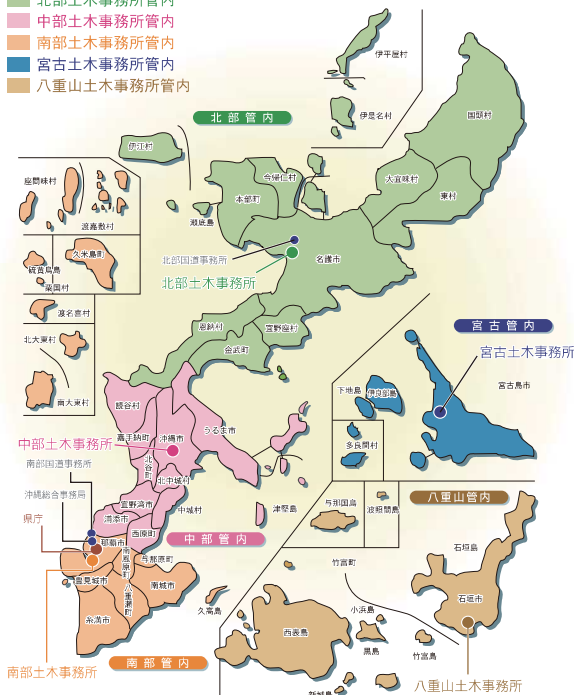 北部土木事務所管内
中部土木事務所管内
南部土木事務所管内
宮古土木事務所管内
八重山土木事務所管内
伊平屋村
伊是名村
国頭村
北部管内
伊江村
今帰仁村
大宜味村
東村
本部町
瀬底島
座間味村
渡嘉敷村
北部国道事務所
名護市
北部土木事務所
久米島町
硫黄鳥島
粟国村
渡名喜村
北大東村
南大東村
恩納村
宜野座村
金武町
宮古管内
宮古土木事務所
宮古島市
下地島
伊良部島
多良間村
読谷村
嘉手納町
沖縄市
うるま市
中部土木事務所
北谷町
北中城村
南部国道事務所
沖縄総合事務局
県庁
宜野湾市
中城村
浦添市
西原町
津堅島
中部管内
那覇市
南風原町
与那原町
八重瀬町
豊見城市
南城市
糸満市
久高島
南部土木事務所
南部管内
与那国島
波照間島
八重山管内
石垣島
竹富町
石垣市
小浜島
西表島
黒島
竹富島
新城島
八重山土木事務所